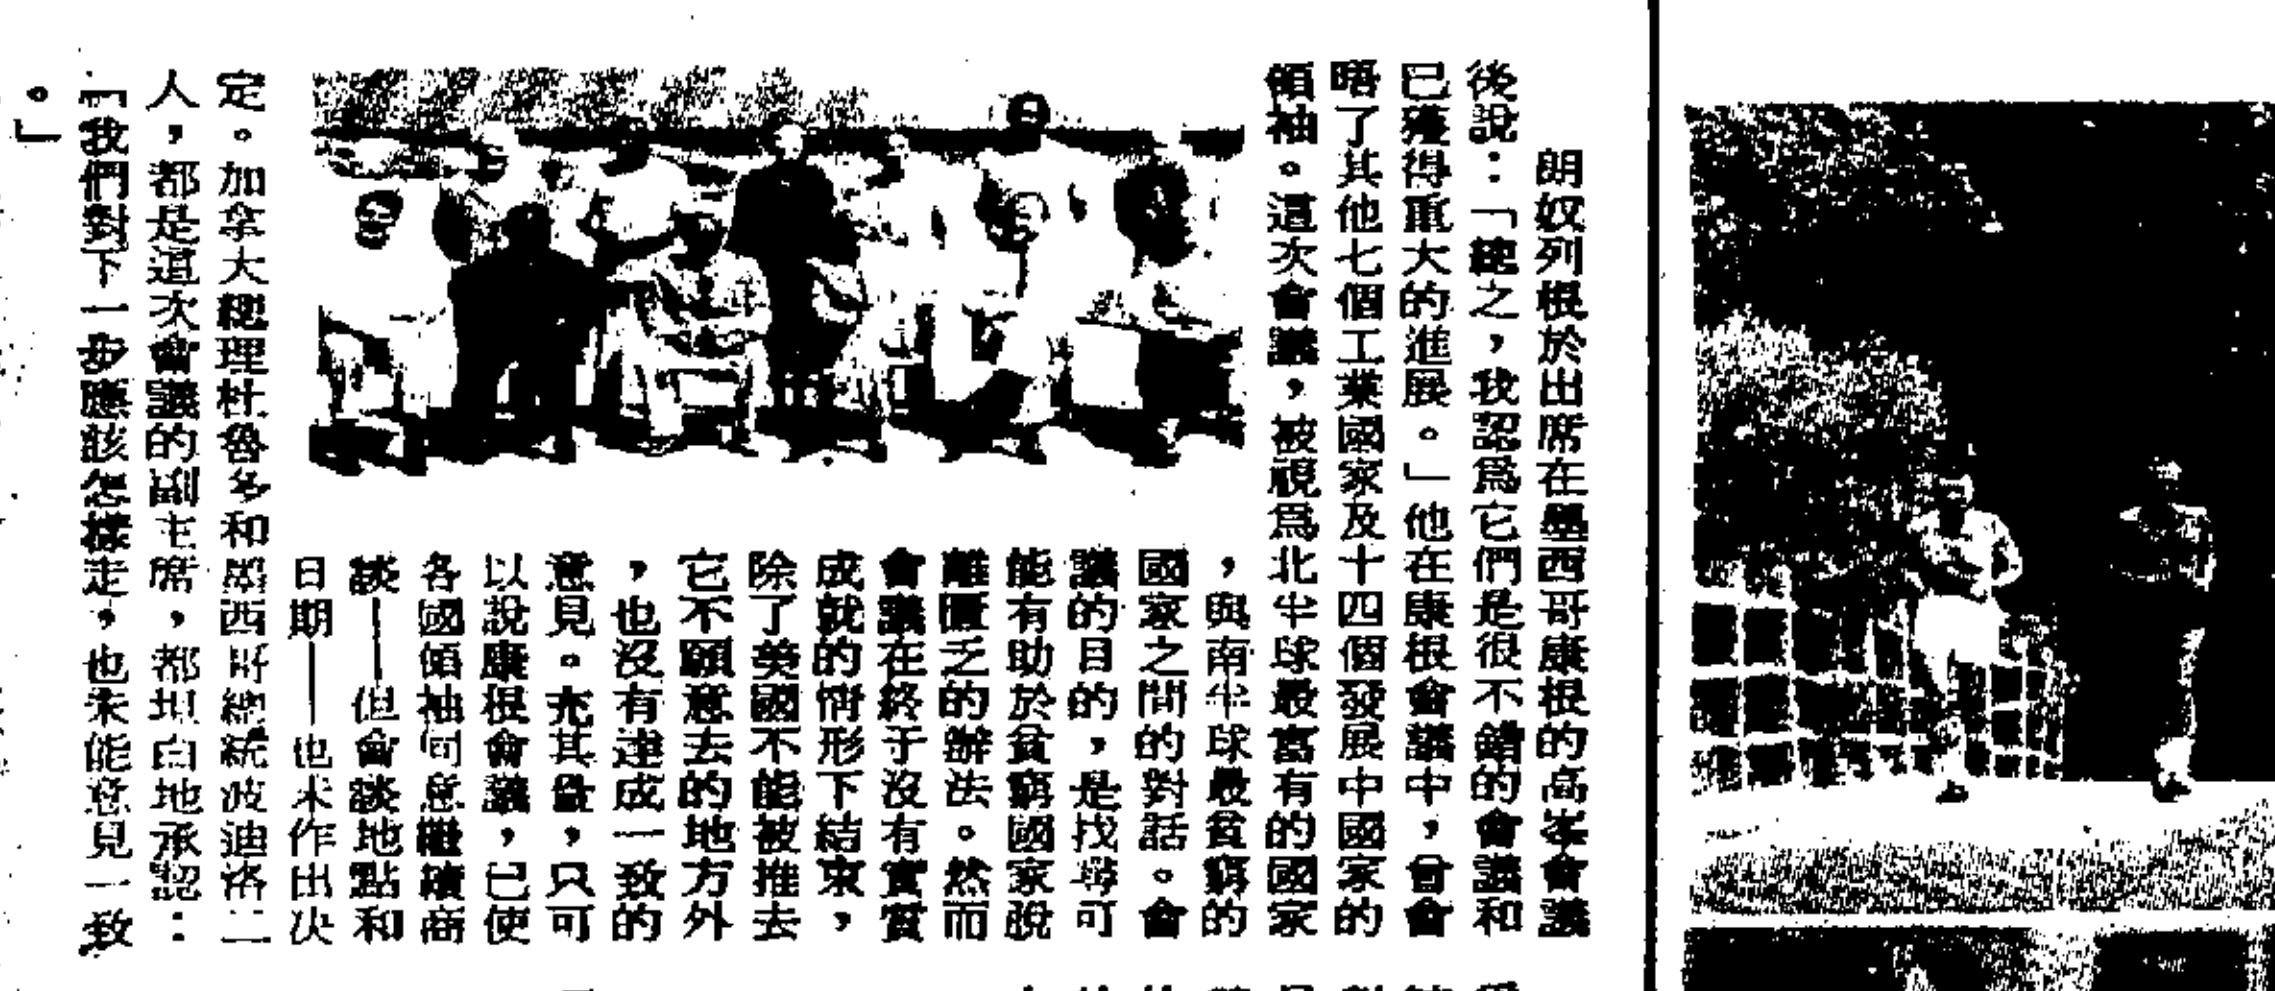 朗奴列根於出席在墨西哥康根的高峯會議
後說：「總之，我認爲它們是很不錯的會議和
已獲得重大的進展。」他在康根會議中，曾會
晤了其他七個工業國家及十四個發展中國家的
領袖。這次會議，被視爲北半球最富有的國家
，與南半球最貧窮的
國家之間的對話。會
議的目的，是找尋可
能有助於貧窮國家脫
離匱乏的辦法。然而
會議在終于沒有實質
成就的情形下結束，
除了英國不能被推去
它不願意去的地方外
，也沒有達成一致的
意見。充其量，只可
以說康根會議，已使
各國領袖同意繼續商
談——但會談地點和
日期——也未作出决
定。加拿大總理杜魯多和墨西哥總統波迪洛二
人，都是這次會議的副主席，都坦白地承認：
「我們對下一步應該怎樣走，也未能意見一致
。」